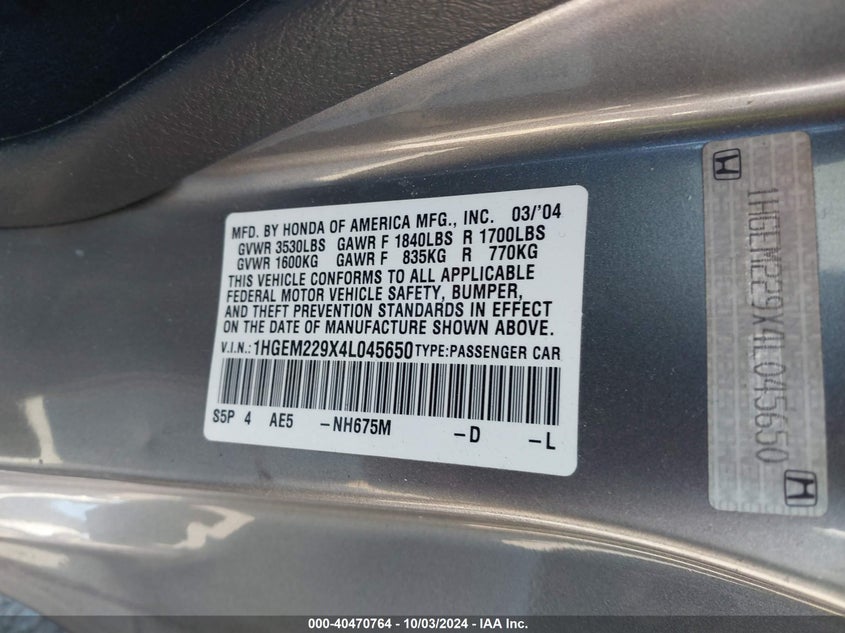 MFD. BY HONDA OF AMERICA MFG., INC. 03/'04
GVWR 3530LBS GAWR F 1840LBS R 1700LBS
GVWR 1600KG GAWR F 835KG R 770KG
THIS VEHICLE CONFORMS TO ALL APPLICABLE
FEDERAL MOTOR VEHICLE SAFETY, BUMPER,
AND THEFT PREVENTION STANDARDS IN EFFECT
ON THE DATE OF MANUFACTURE SHOWN ABOVE.
V.I.N.: 1HGEM229X4L045650 TYPE: PASSENGER CAR
S5P 4 AE5 -NH675M -D -L
1HGEM229X4L045650
000-40470764 - 10/03/2024 - IAA Inc.